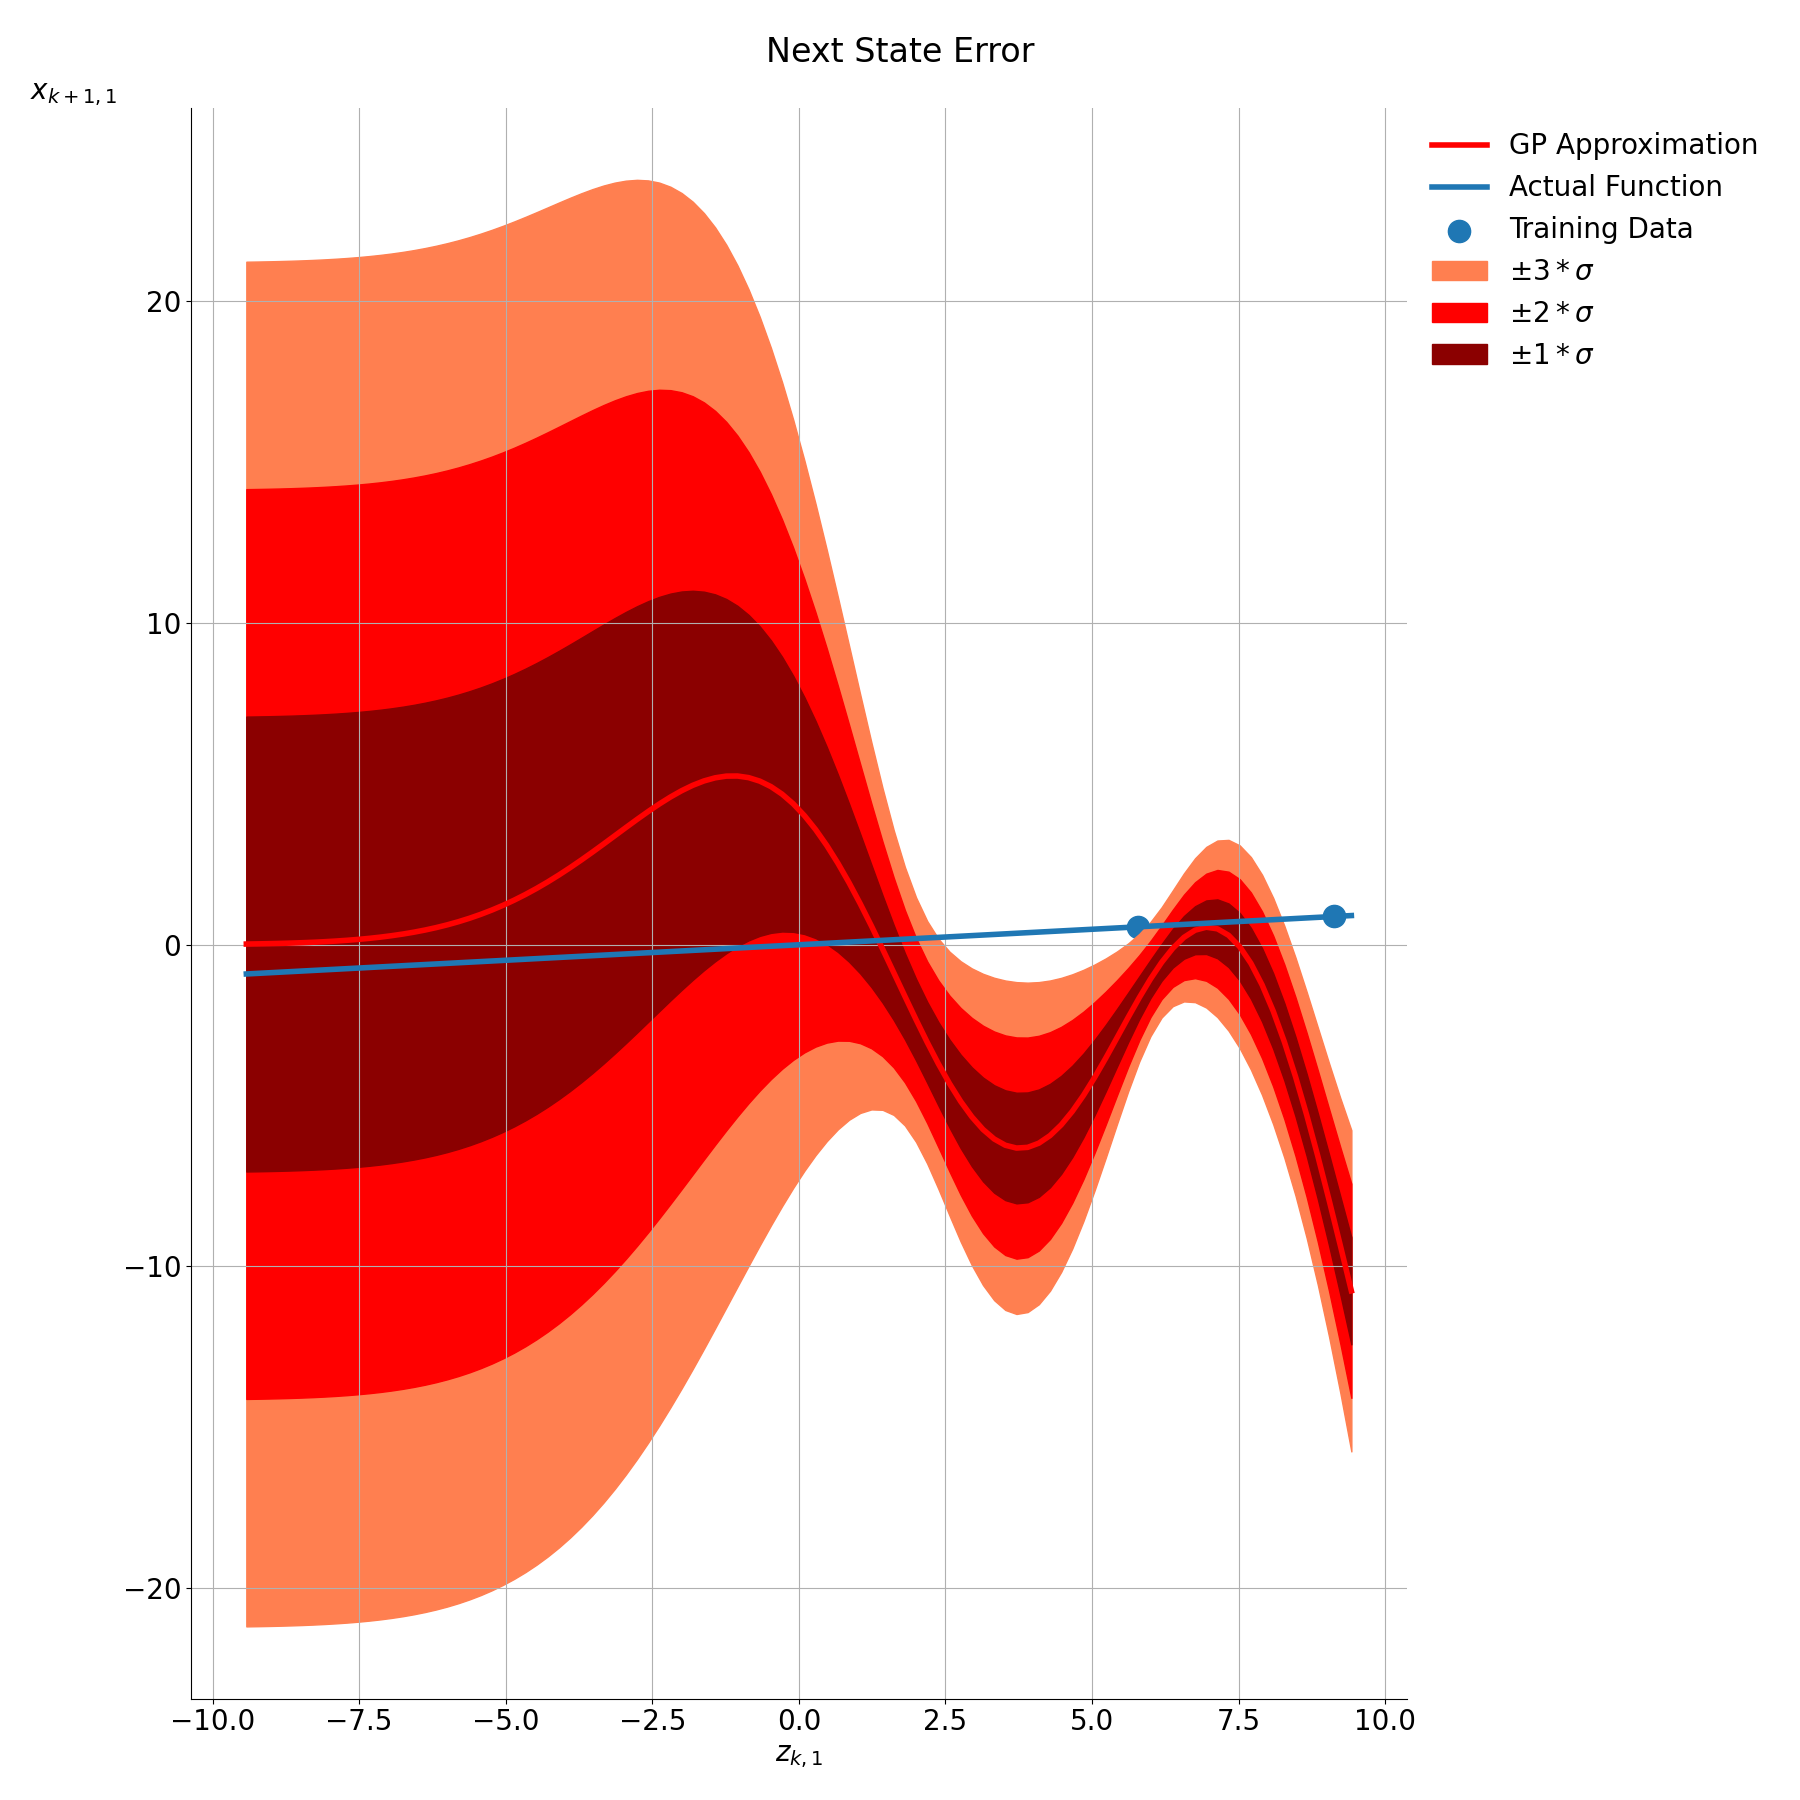 Next State Error
x_{k+1,1}
GP Approximation
Actual Function
Training Data
±3 * σ
±2 * σ
±1 * σ
20
10
0
−10
−20
−10.0 −7.5 −5.0 −2.5 0.0 2.5 5.0 7.5 10.0
z_{k,1}